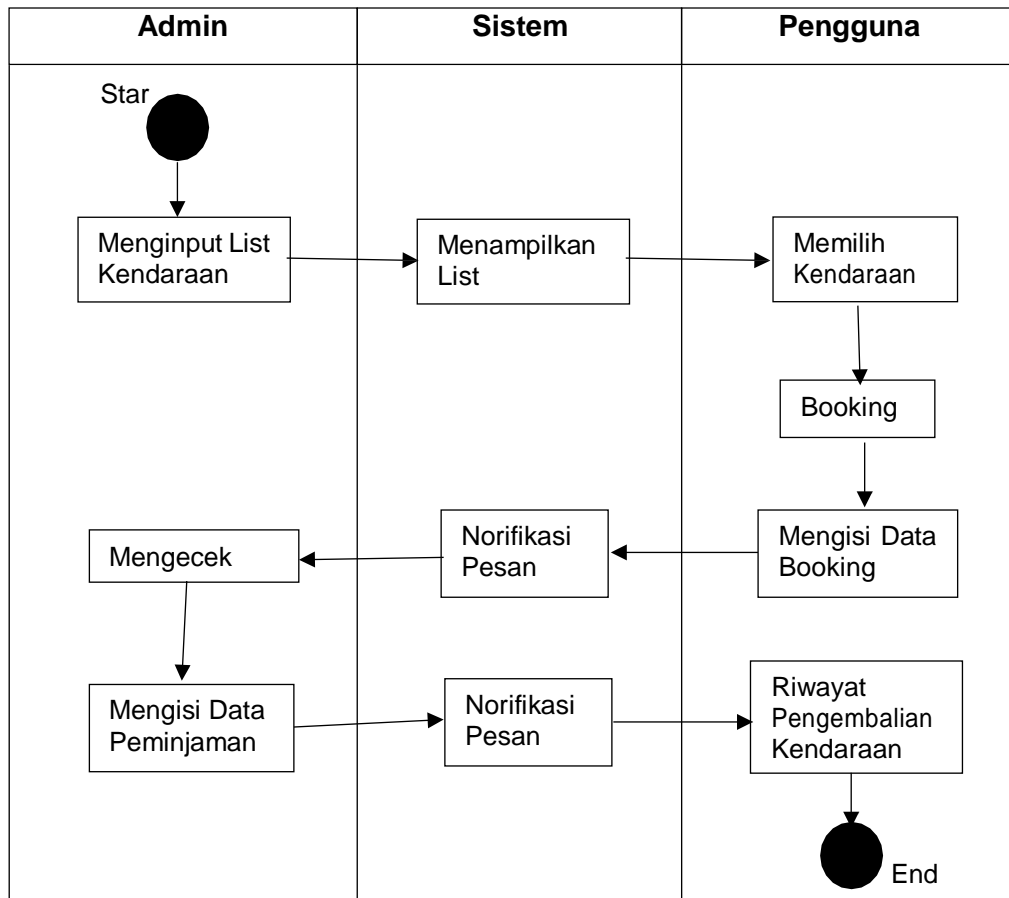 Admin
Sistem
Pengguna
Star
Menginput List
Kendaraan
Menampilkan
List
Memilih
Kendaraan
Booking
Mengisi Data
Booking
Norifikasi
Pesan
Mengecek
Mengisi Data
Peminjaman
Norifikasi
Pesan
Riwayat
Pengembalian
Kendaraan
End